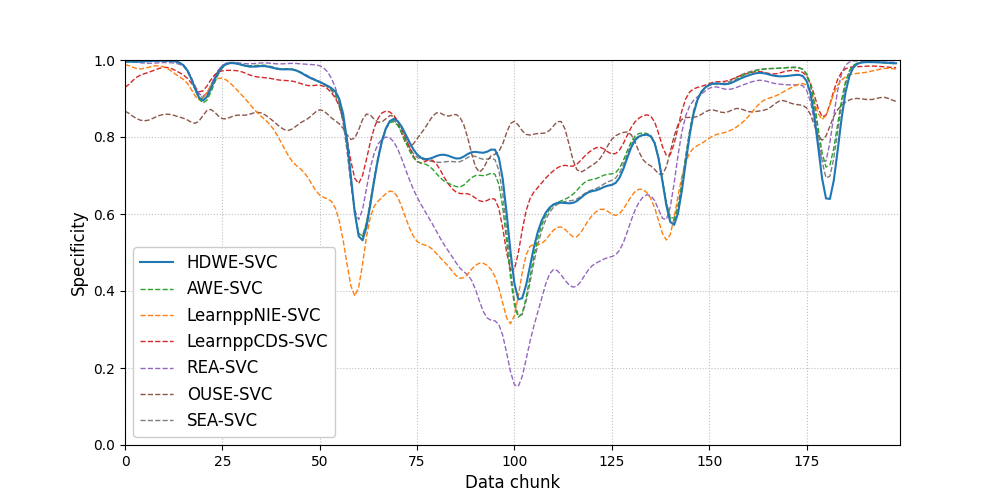 1.0
0.8
0.6
0.4
0.2
0.0
Specificity
HDWE-SVC
AWE-SVC
LearnppNIE-SVC
LearnppCDS-SVC
REA-SVC
OUSE-SVC
SEA-SVC
0 25 50 75 100 125 150 175
Data chunk